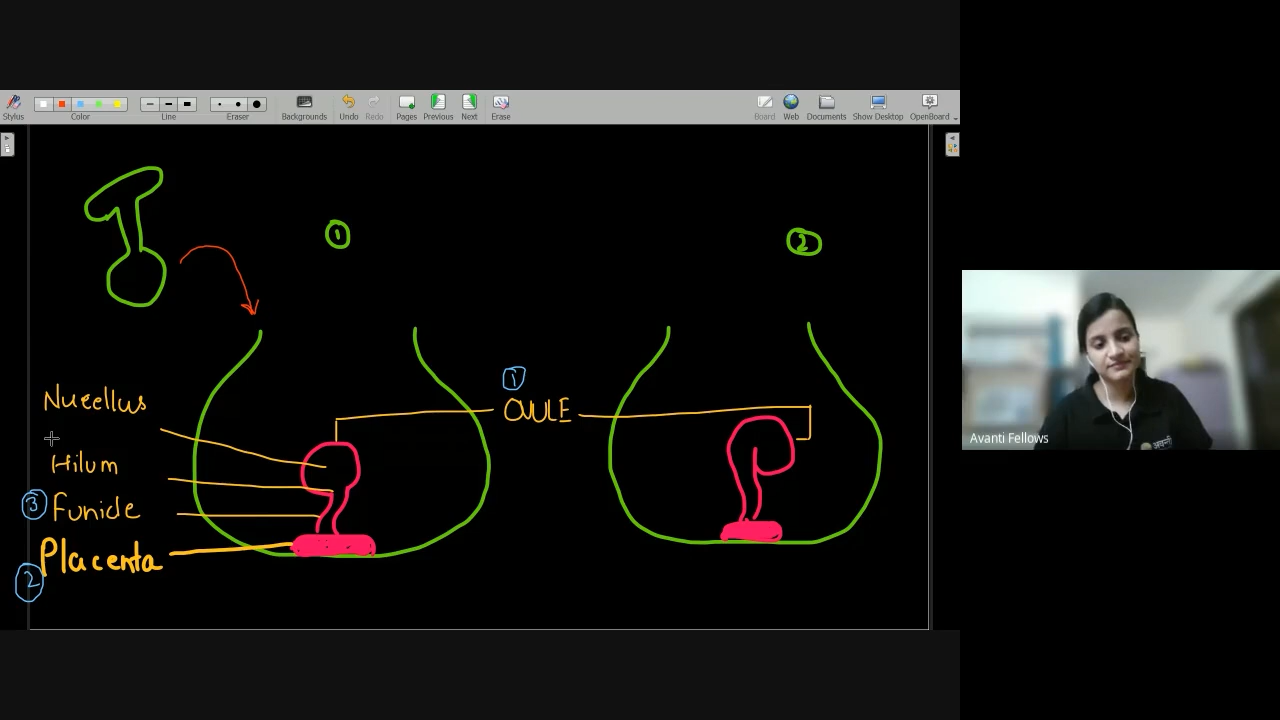 Stylus
Color
Line
Eraser
Backgrounds
Undo
Redo
Pages
Previous
Next
Erase
Board
Web
Documents
Show Desktop
OpenBoard
1
2
1
OVULE
Nucellus
Hilum
3 Funicle
Placenta
2
Avanti Fellows
अवन्ती